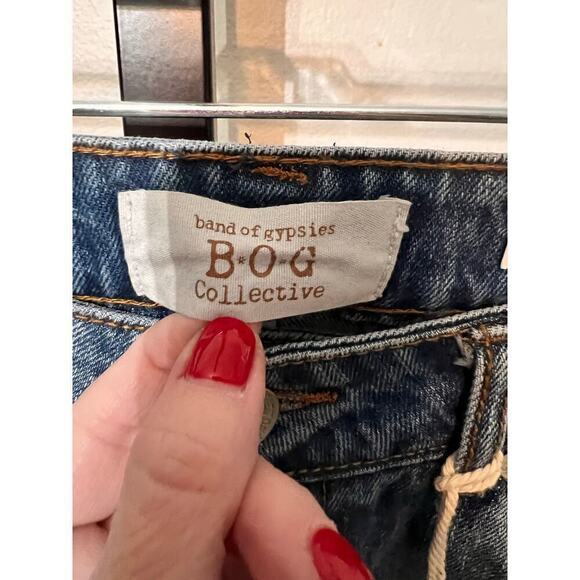 band of gypsies
B*O*G
Collective